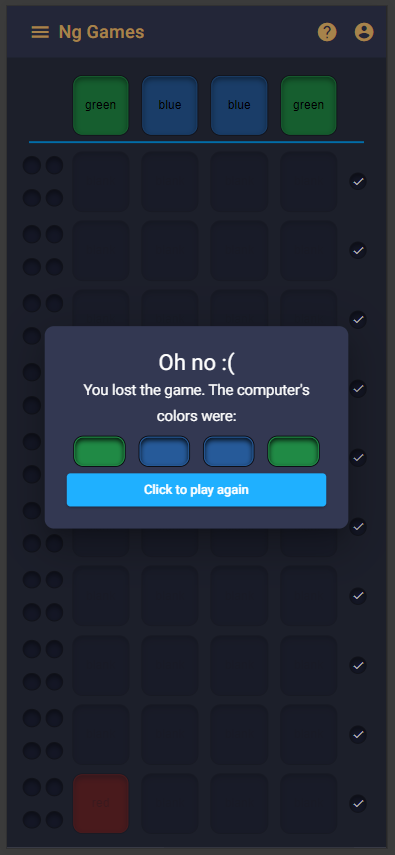 Ng Games
green blue blue green
Oh no :(
You lost the game. The computer's
colors were:
Click to play again